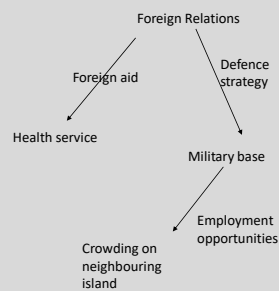 Foreign Relations
Foreign aid
Defence
strategy
Health service
Military base
Employment
opportunities
Crowding on
neighbouring
island